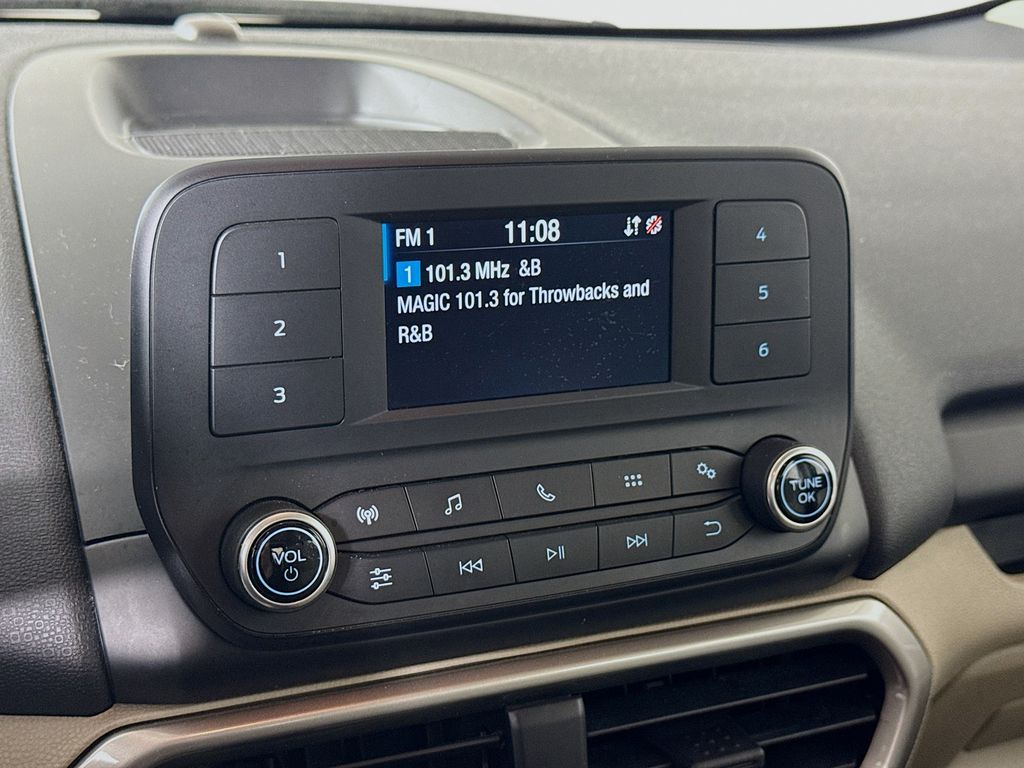 FM 1 11:08
1 101.3 MHz &B
MAGIC 101.3 for Throwbacks and
R&B
1
2
3
4
5
6
VOL
TUNE
OK